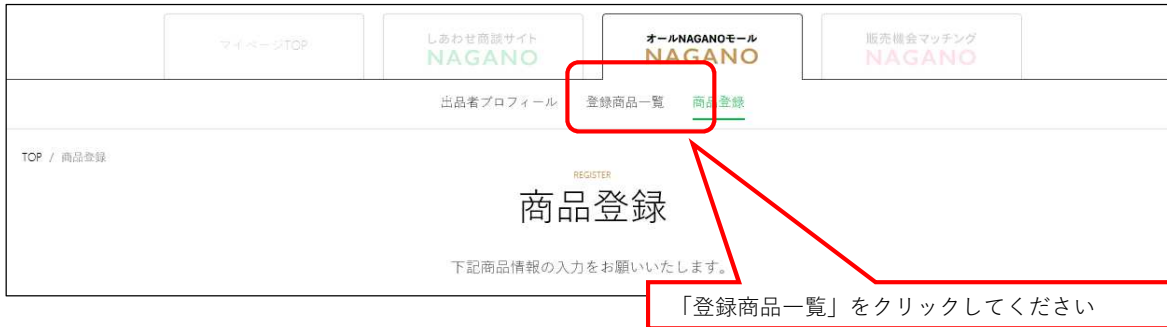 マイページTOP
しあわせ商談サイト
NAGANO
オールNAGANOモール
NAGANO
販売機会マッチング
NAGANO
出品者プロフィール 登録商品一覧 商品登録
TOP / 商品登録
REGISTER
商品登録
下記商品情報の入力をお願いいたします。
「登録商品一覧」をクリックしてください